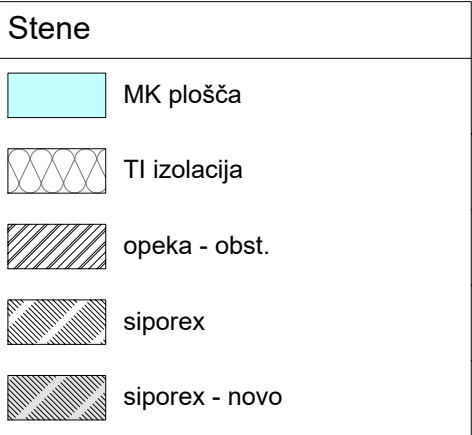 Stene
MK plošča
TI izolacija
opeka - obst.
siporex
siporex - novo